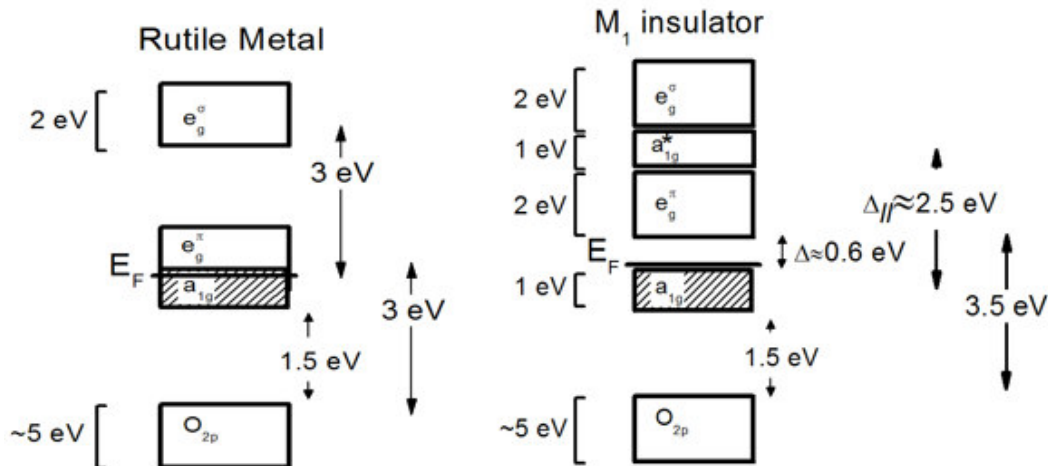 Rutile Metal
2 eV
e_g^σ
3 eV
e_g^π
E_F
a_1g
3 eV
1.5 eV
~5 eV
O_2p
M_1 insulator
2 eV
e_g^σ
1 eV
a*_1g
2 eV
e_g^π
Δ_//≈2.5 eV
E_F
Δ≈0.6 eV
1 eV
a_1g
3.5 eV
1.5 eV
~5 eV
O_2p